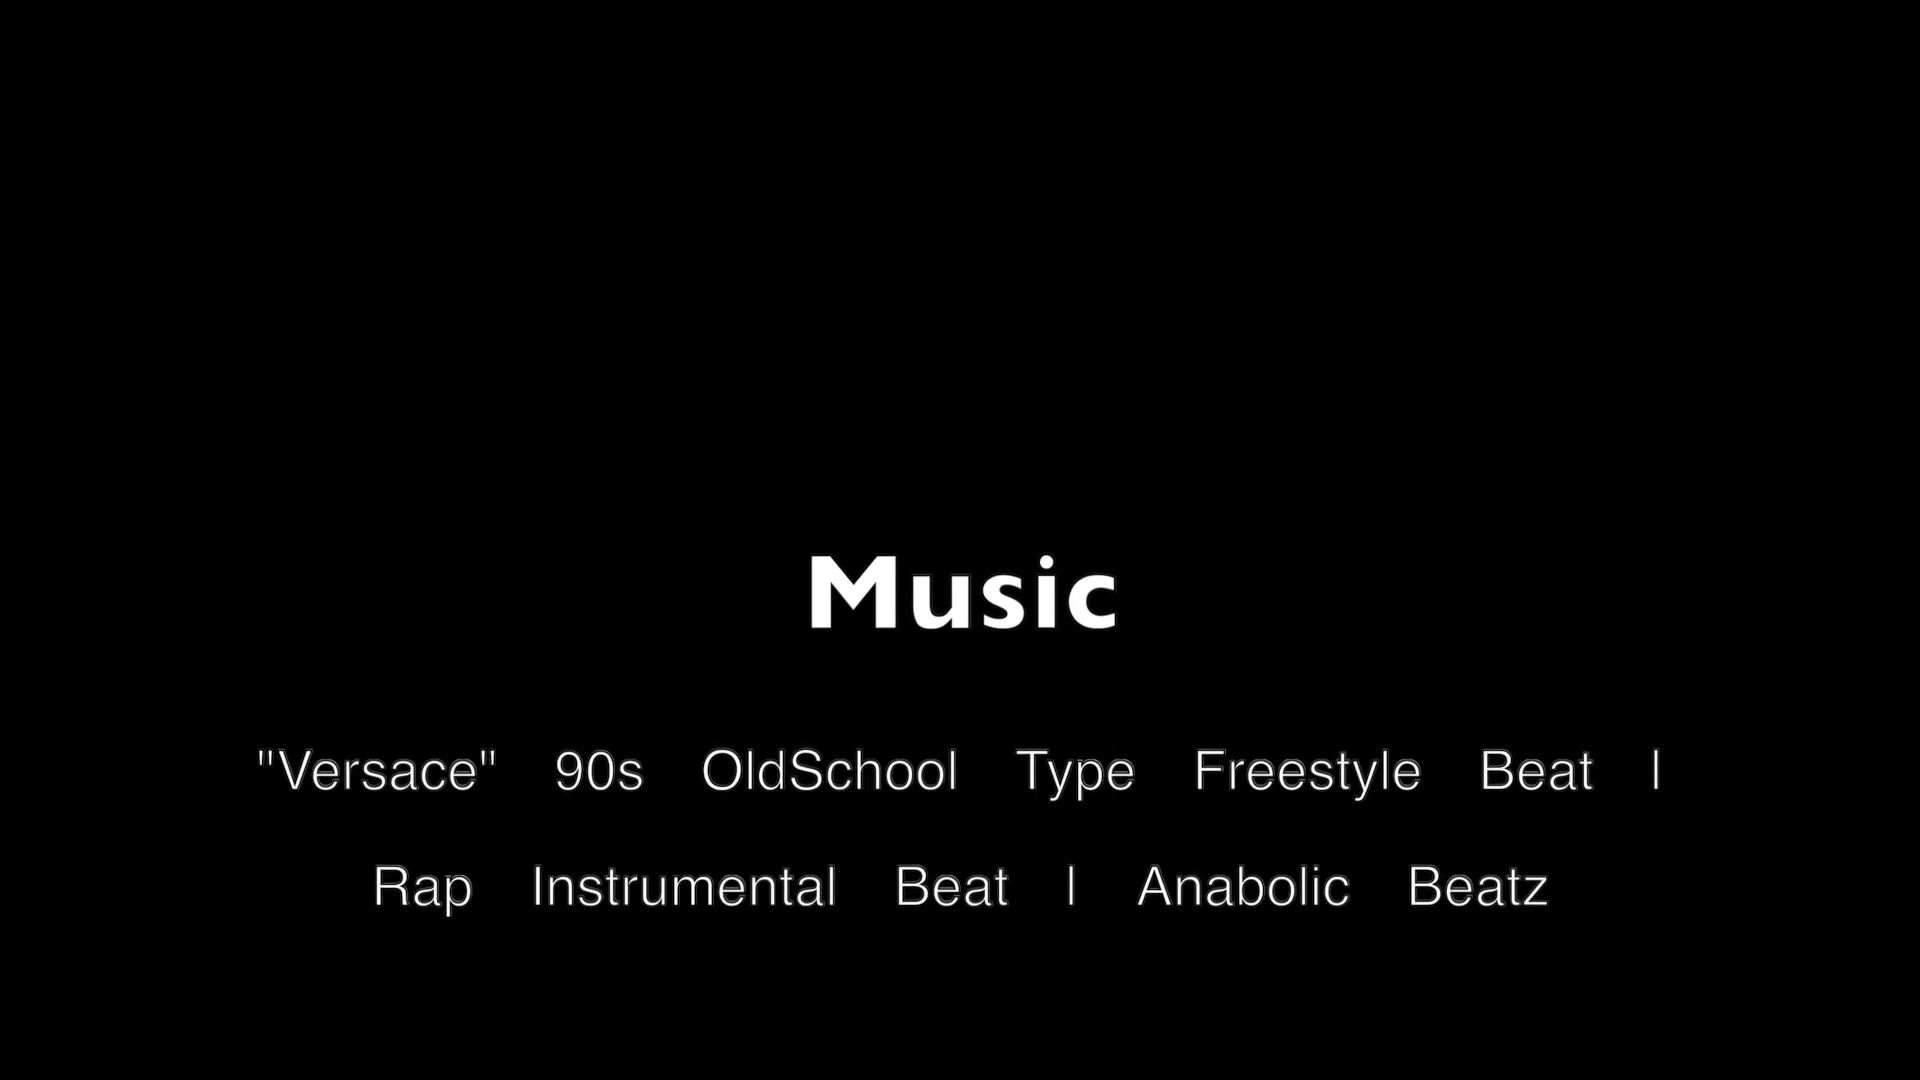 Music
"Versace" 90s OldSchool Type Freestyle Beat l
Rap Instrumental Beat l Anabolic Beatz